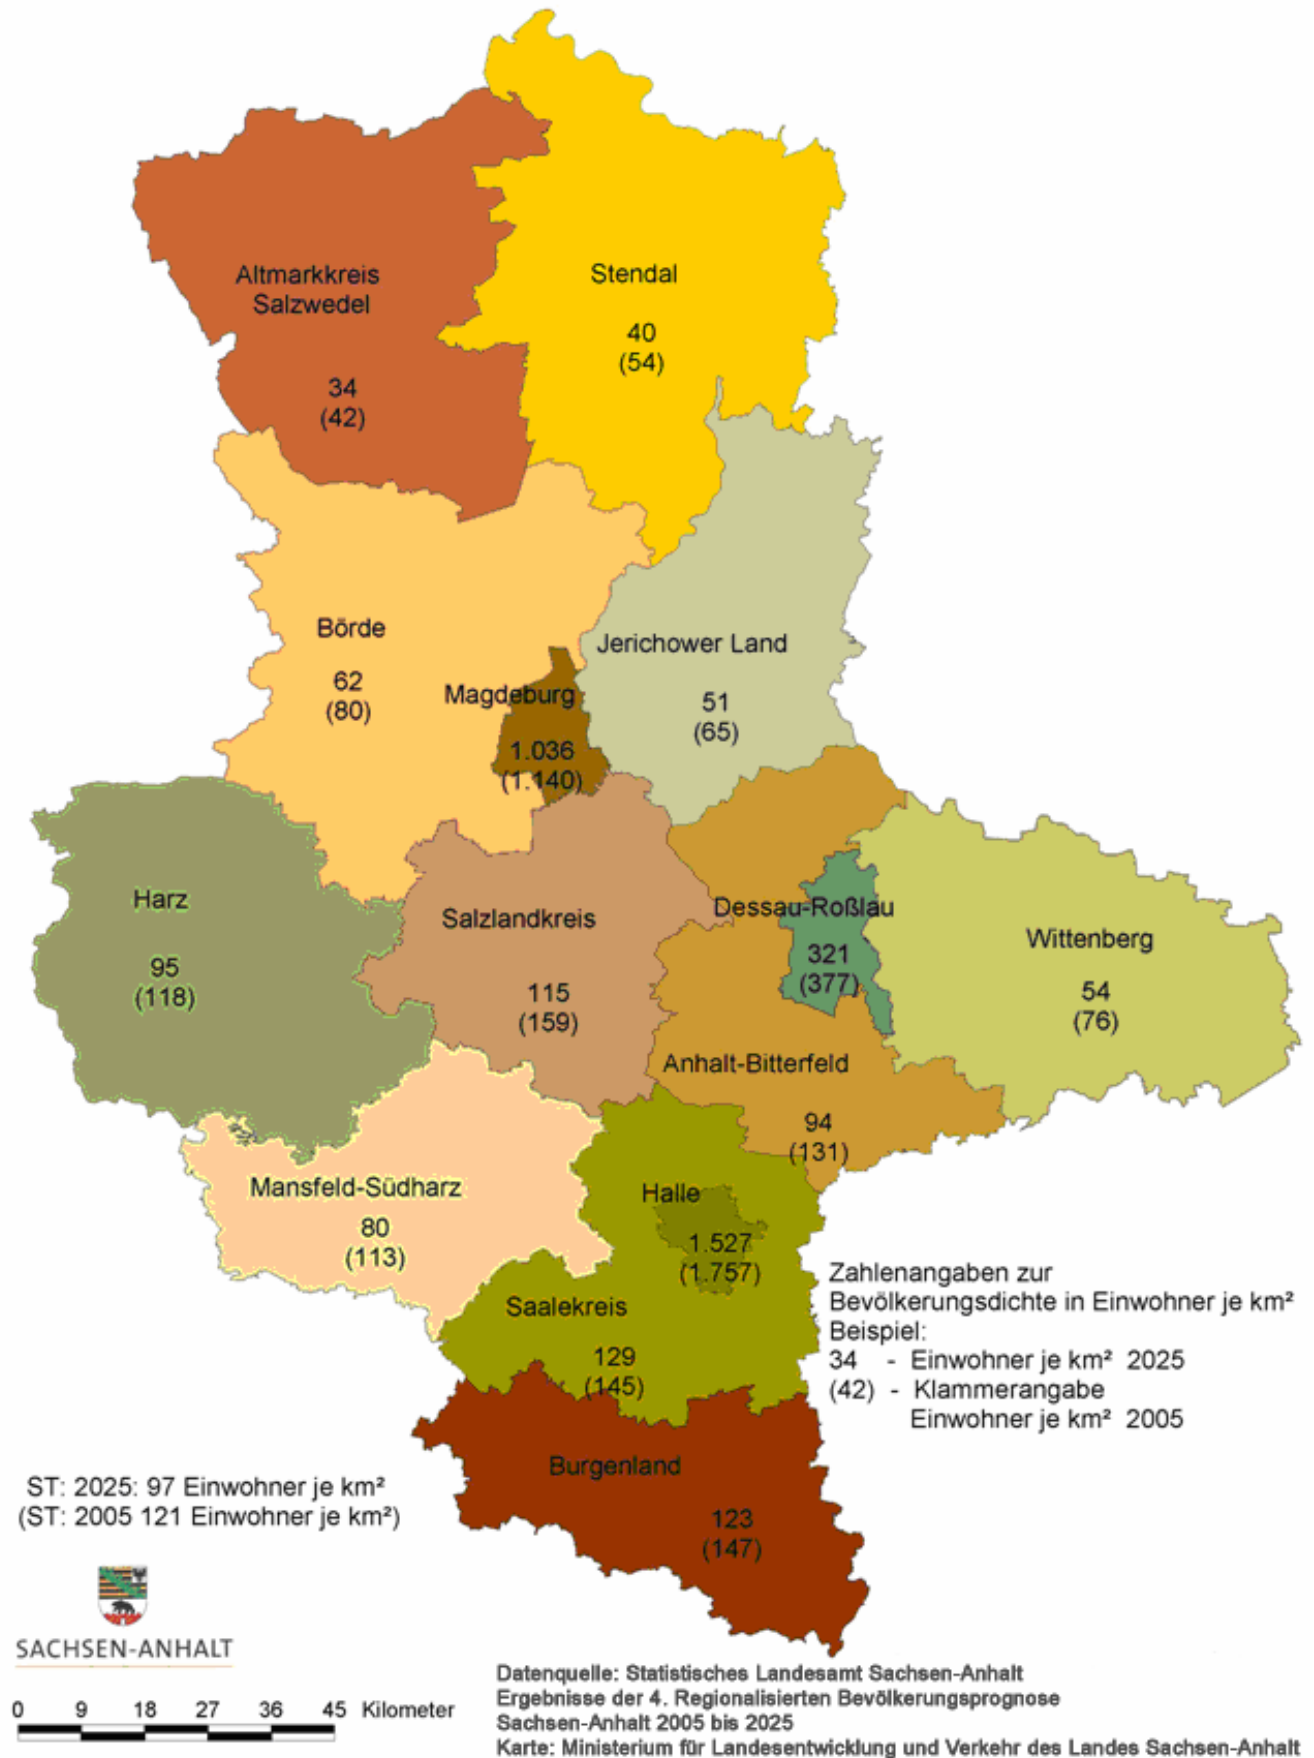 Altmarkkreis
Salzwedel
34
(42)
Stendal
40
(54)
Börde
62
(80)
Magdeburg
1.036
(1.140)
Jerichower Land
51
(65)
Harz
95
(118)
Salzlandkreis
115
(159)
Dessau-Roßlau
321
(377)
Wittenberg
54
(76)
Anhalt-Bitterfeld
94
(131)
Mansfeld-Südharz
80
(113)
Halle
1.527
(1.757)
Saalekreis
129
(145)
Burgenland
123
(147)
Zahlenangaben zur
Bevölkerungsdichte in Einwohner je km²
Beispiel:
34 - Einwohner je km² 2025
(42) - Klammerangabe
Einwohner je km² 2005
ST: 2025: 97 Einwohner je km²
(ST: 2005 121 Einwohner je km²)
SACHSEN-ANHALT
0 9 18 27 36 45 Kilometer
Datenquelle: Statistisches Landesamt Sachsen-Anhalt
Ergebnisse der 4. Regionalisierten Bevölkerungsprognose
Sachsen-Anhalt 2005 bis 2025
Karte: Ministerium für Landesentwicklung und Verkehr des Landes Sachsen-Anhalt